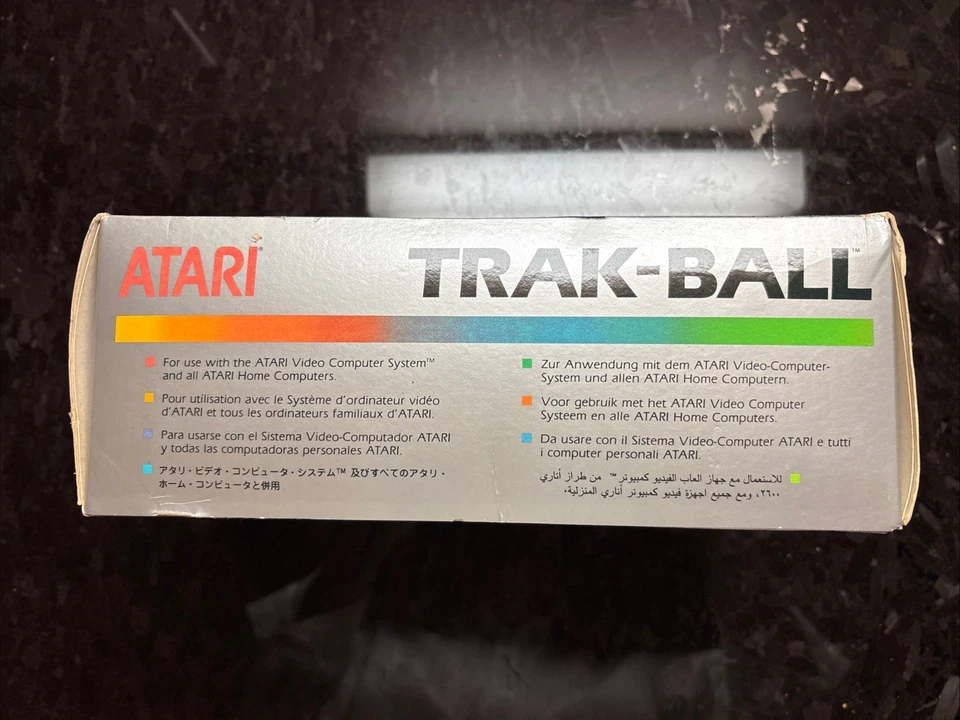 ATARI®
TRAK-BALL™
For use with the ATARI Video Computer System™
and all ATARI Home Computers.
Pour utilisation avec le Système d'ordinateur vidéo
d'ATARI et tous les ordinateurs familiaux d'ATARI.
Para usarse con el Sistema Video-Computador ATARI
y todas las computadoras personales ATARI.
アタリ・ビデオ・コンピュータ・システム™ 及びすべてのアタリ・
ホーム・コンピュータと併用
Zur Anwendung mit dem ATARI Video-Computer-
System und allen ATARI Home Computern.
Voor gebruik met het ATARI Video Computer
Systeem en alle ATARI Home Computers.
Da usare con il Sistema Video-Computer ATARI e tutti
i computer personali ATARI.
للاستعمال مع جهاز العاب الفيديو كمبيوتر™ من طراز أتاري
٢٦٠٠، ومع جميع اجهزة فيديو كمبيوتر أتاري المنزلية.